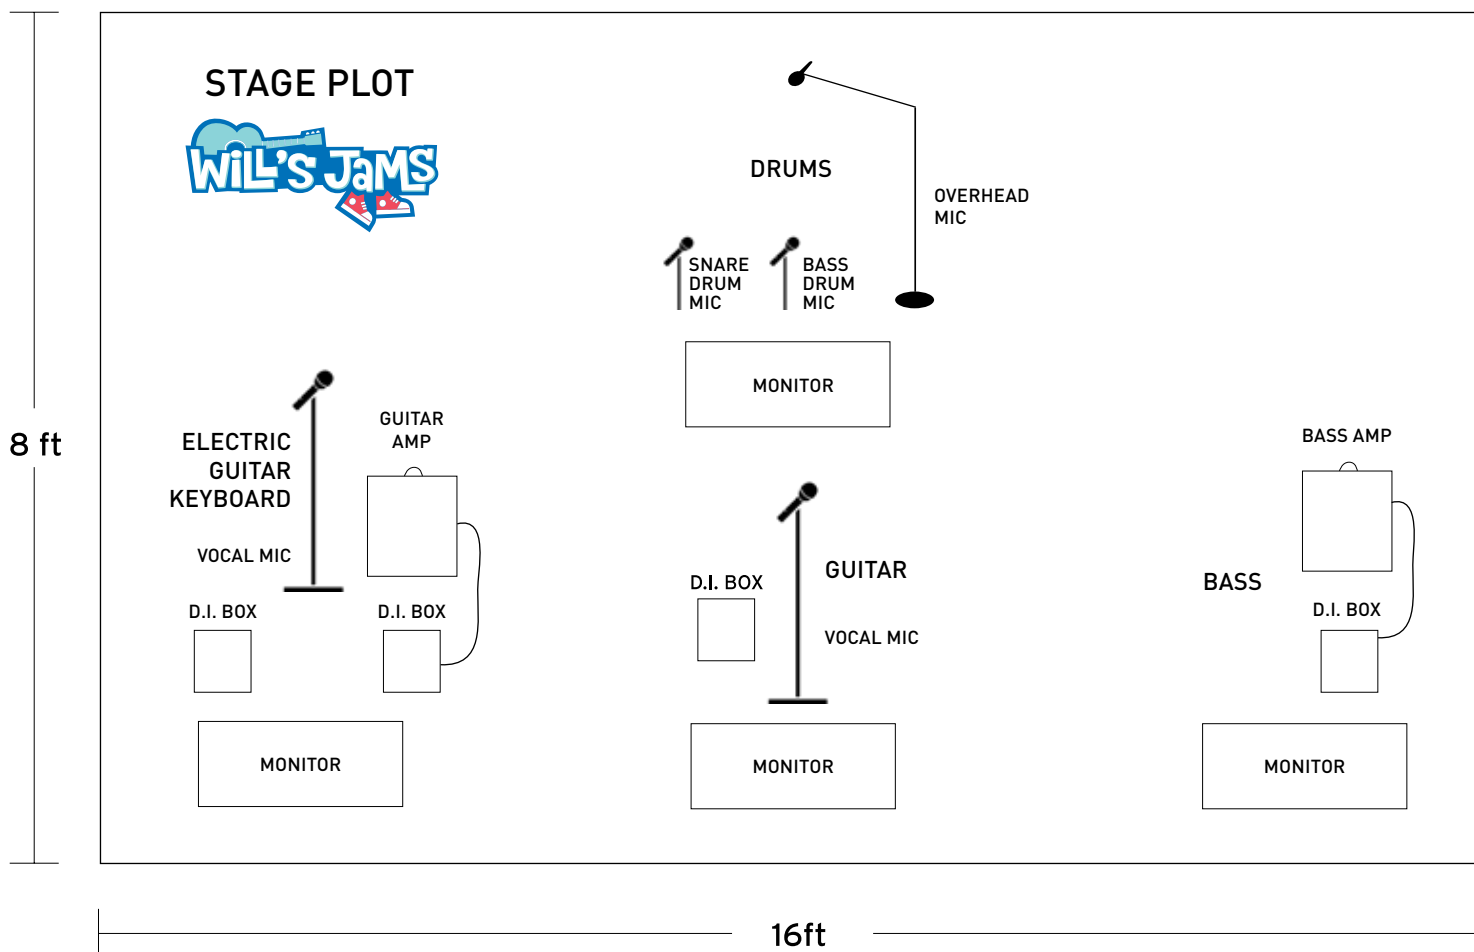 STAGE PLOT
WiLL'S JaMS
DRUMS
OVERHEAD
MIC
SNARE
DRUM
MIC
BASS
DRUM
MIC
MONITOR
8 ft
ELECTRIC
GUITAR
KEYBOARD
VOCAL MIC
GUITAR
AMP
D.I. BOX
D.I. BOX
MONITOR
D.I. BOX
GUITAR
VOCAL MIC
MONITOR
BASS AMP
BASS
D.I. BOX
MONITOR
16ft